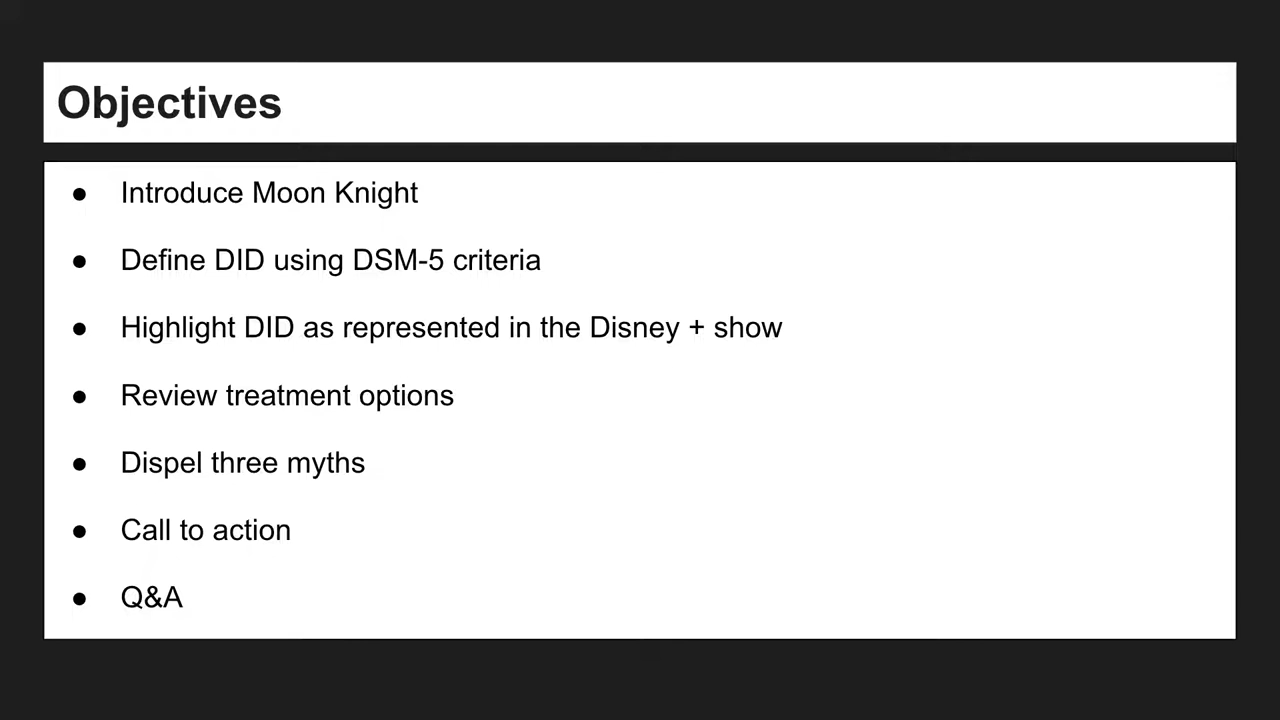 Objectives
● Introduce Moon Knight
● Define DID using DSM-5 criteria
● Highlight DID as represented in the Disney + show
● Review treatment options
● Dispel three myths
● Call to action
● Q&A